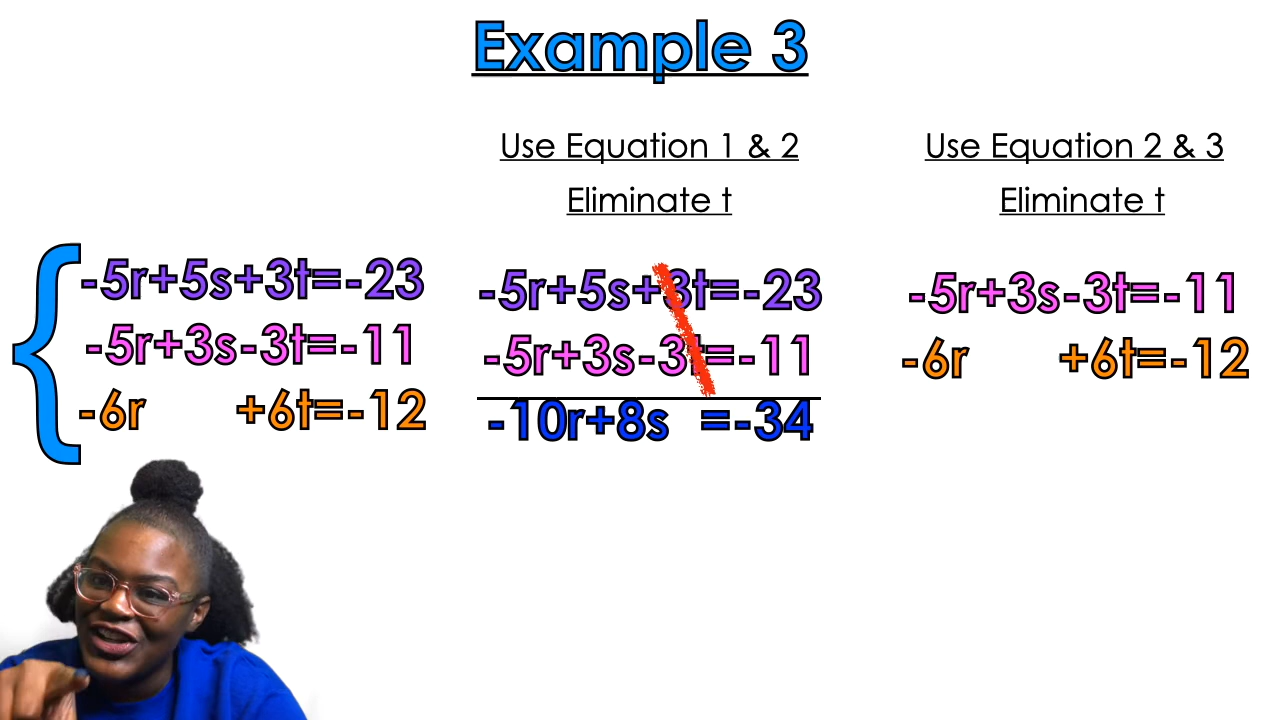 Example 3
Use Equation 1 & 2
Eliminate t
Use Equation 2 & 3
Eliminate t
-5r+5s+3t=-23
-5r+3s-3t=-11
-6r +6t=-12
-5r+5s+3t=-23
-5r+3s-3t=-11
-10r+8s =-34
-5r+3s-3t=-11
-6r +6t=-12